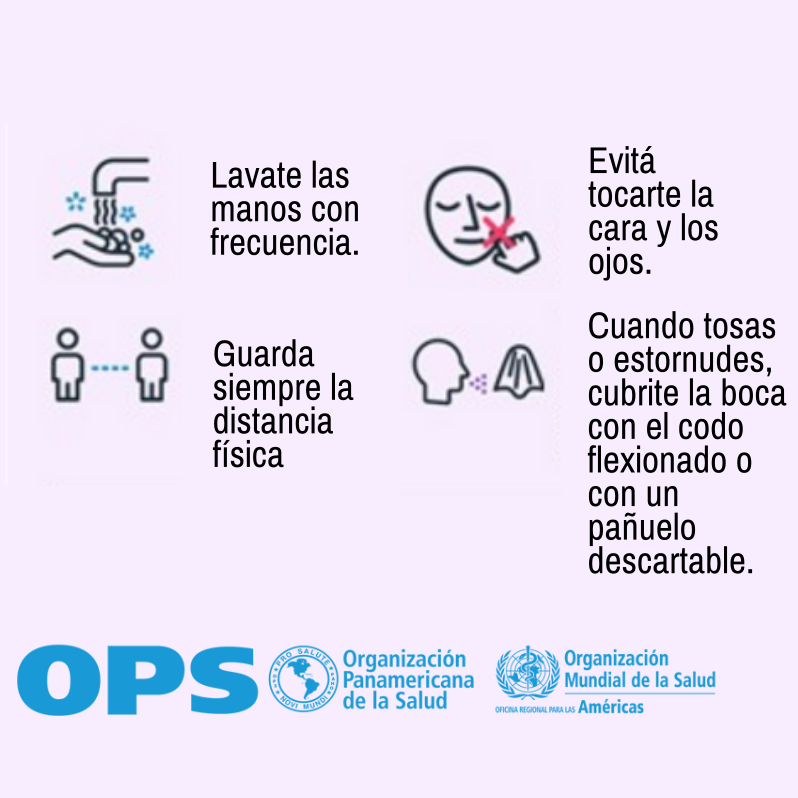 Lavate las
manos con
frecuencia.
Evitá
tocarte la
cara y los
ojos.
Guarda
siempre la
distancia
física
Cuando tosas
o estornudes,
cubrite la boca
con el codo
flexionado o
con un
pañuelo
descartable.
OPS
PRO SALUTE
NOVI MUNDI
Organización
Panamericana
de la Salud
Organización
Mundial de la Salud
OFICINA REGIONAL PARA LAS Américas